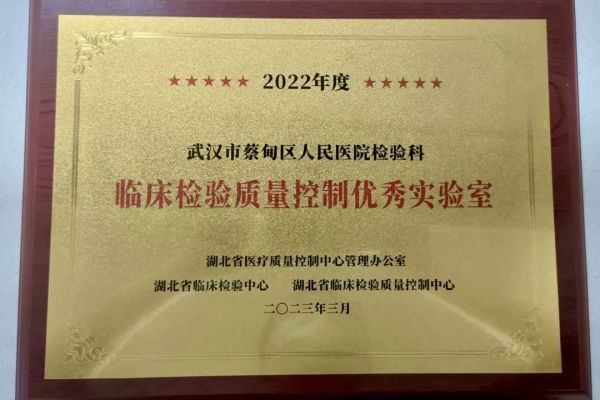 ★★★★★ 2022年度 ★★★★★
武汉市蔡甸区人民医院检验科
临床检验质量控制优秀实验室
湖北省医疗质量控制中心管理办公室
湖北省临床检验中心 湖北省临床检验质量控制中心
二〇二三年三月